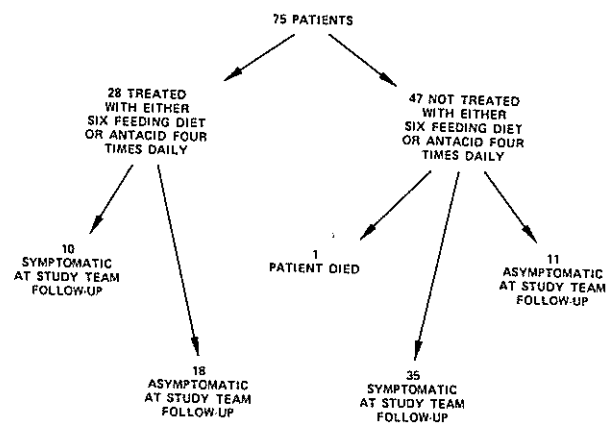 75 PATIENTS
28 TREATED
WITH EITHER
SIX FEEDING DIET
OR ANTACID FOUR
TIMES DAILY
47 NOT TREATED
WITH EITHER
SIX FEEDING DIET
OR ANTACID FOUR
TIMES DAILY
10
SYMPTOMATIC
AT STUDY TEAM
FOLLOW-UP
18
ASYMPTOMATIC
AT STUDY TEAM
FOLLOW-UP
1
PATIENT DIED
35
SYMPTOMATIC
AT STUDY TEAM
FOLLOW-UP
11
ASYMPTOMATIC
AT STUDY TEAM
FOLLOW-UP